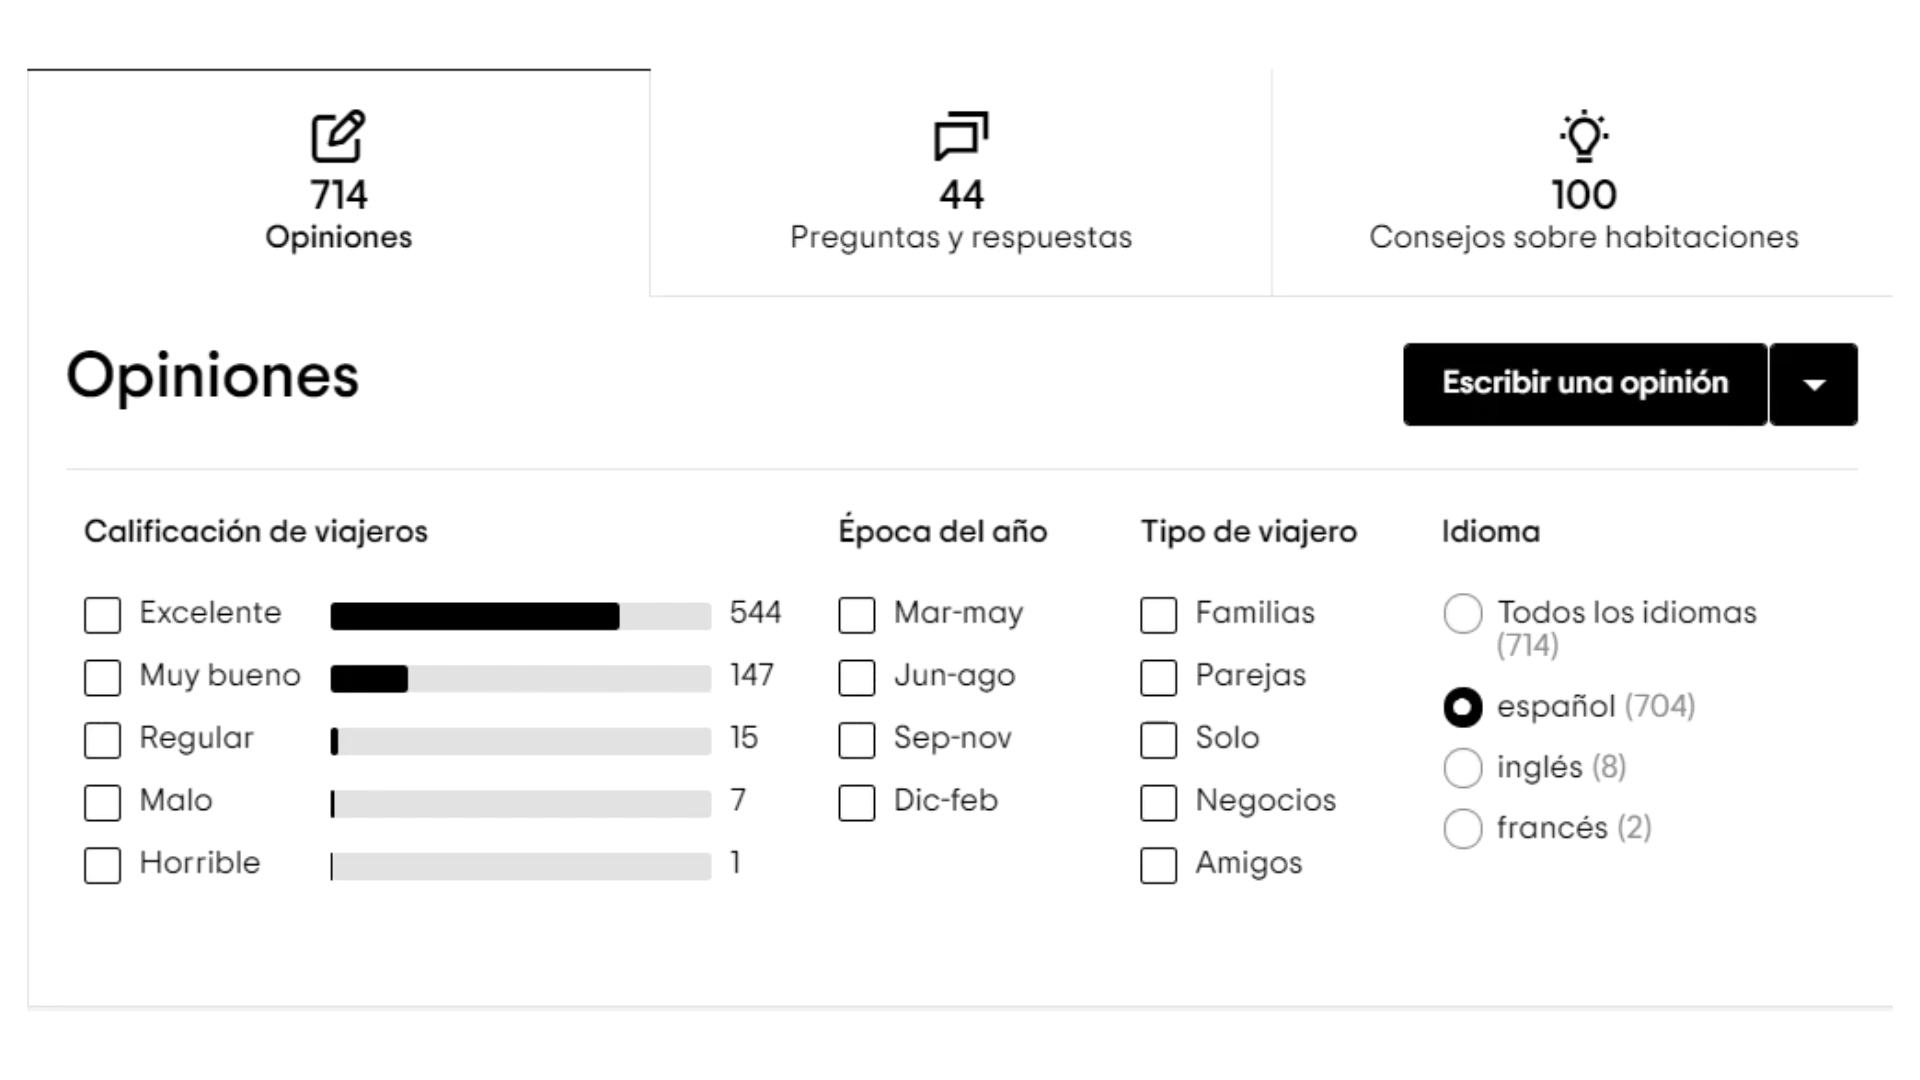 714
Opiniones
44
Preguntas y respuestas
100
Consejos sobre habitaciones
Opiniones
Escribir una opinión
Calificación de viajeros
Excelente 544
Muy bueno 147
Regular 15
Malo 7
Horrible 1
Época del año
Mar-may
Jun-ago
Sep-nov
Dic-feb
Tipo de viajero
Familias
Parejas
Solo
Negocios
Amigos
Idioma
Todos los idiomas
(714)
español (704)
inglés (8)
francés (2)